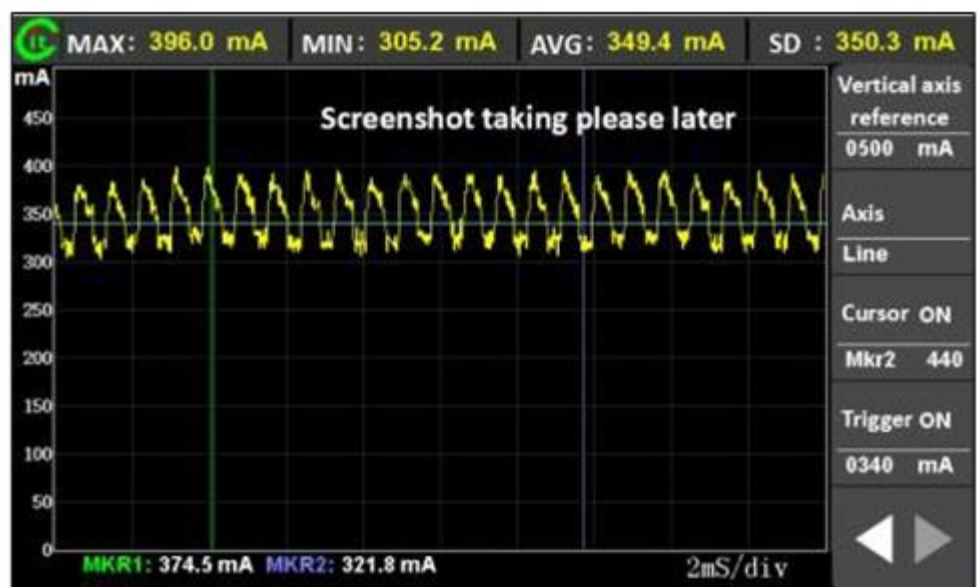 it MAX: 396.0 mA MIN: 305.2 mA AVG: 349.4 mA SD : 350.3 mA
mA
Screenshot taking please later
450
400
350
300
250
200
150
100
50
0
MKR1: 374.5 mA MKR2: 321.8 mA 2mS/div
Vertical axis
reference
0500 mA
Axis
Line
Cursor ON
Mkr2 440
Trigger ON
0340 mA